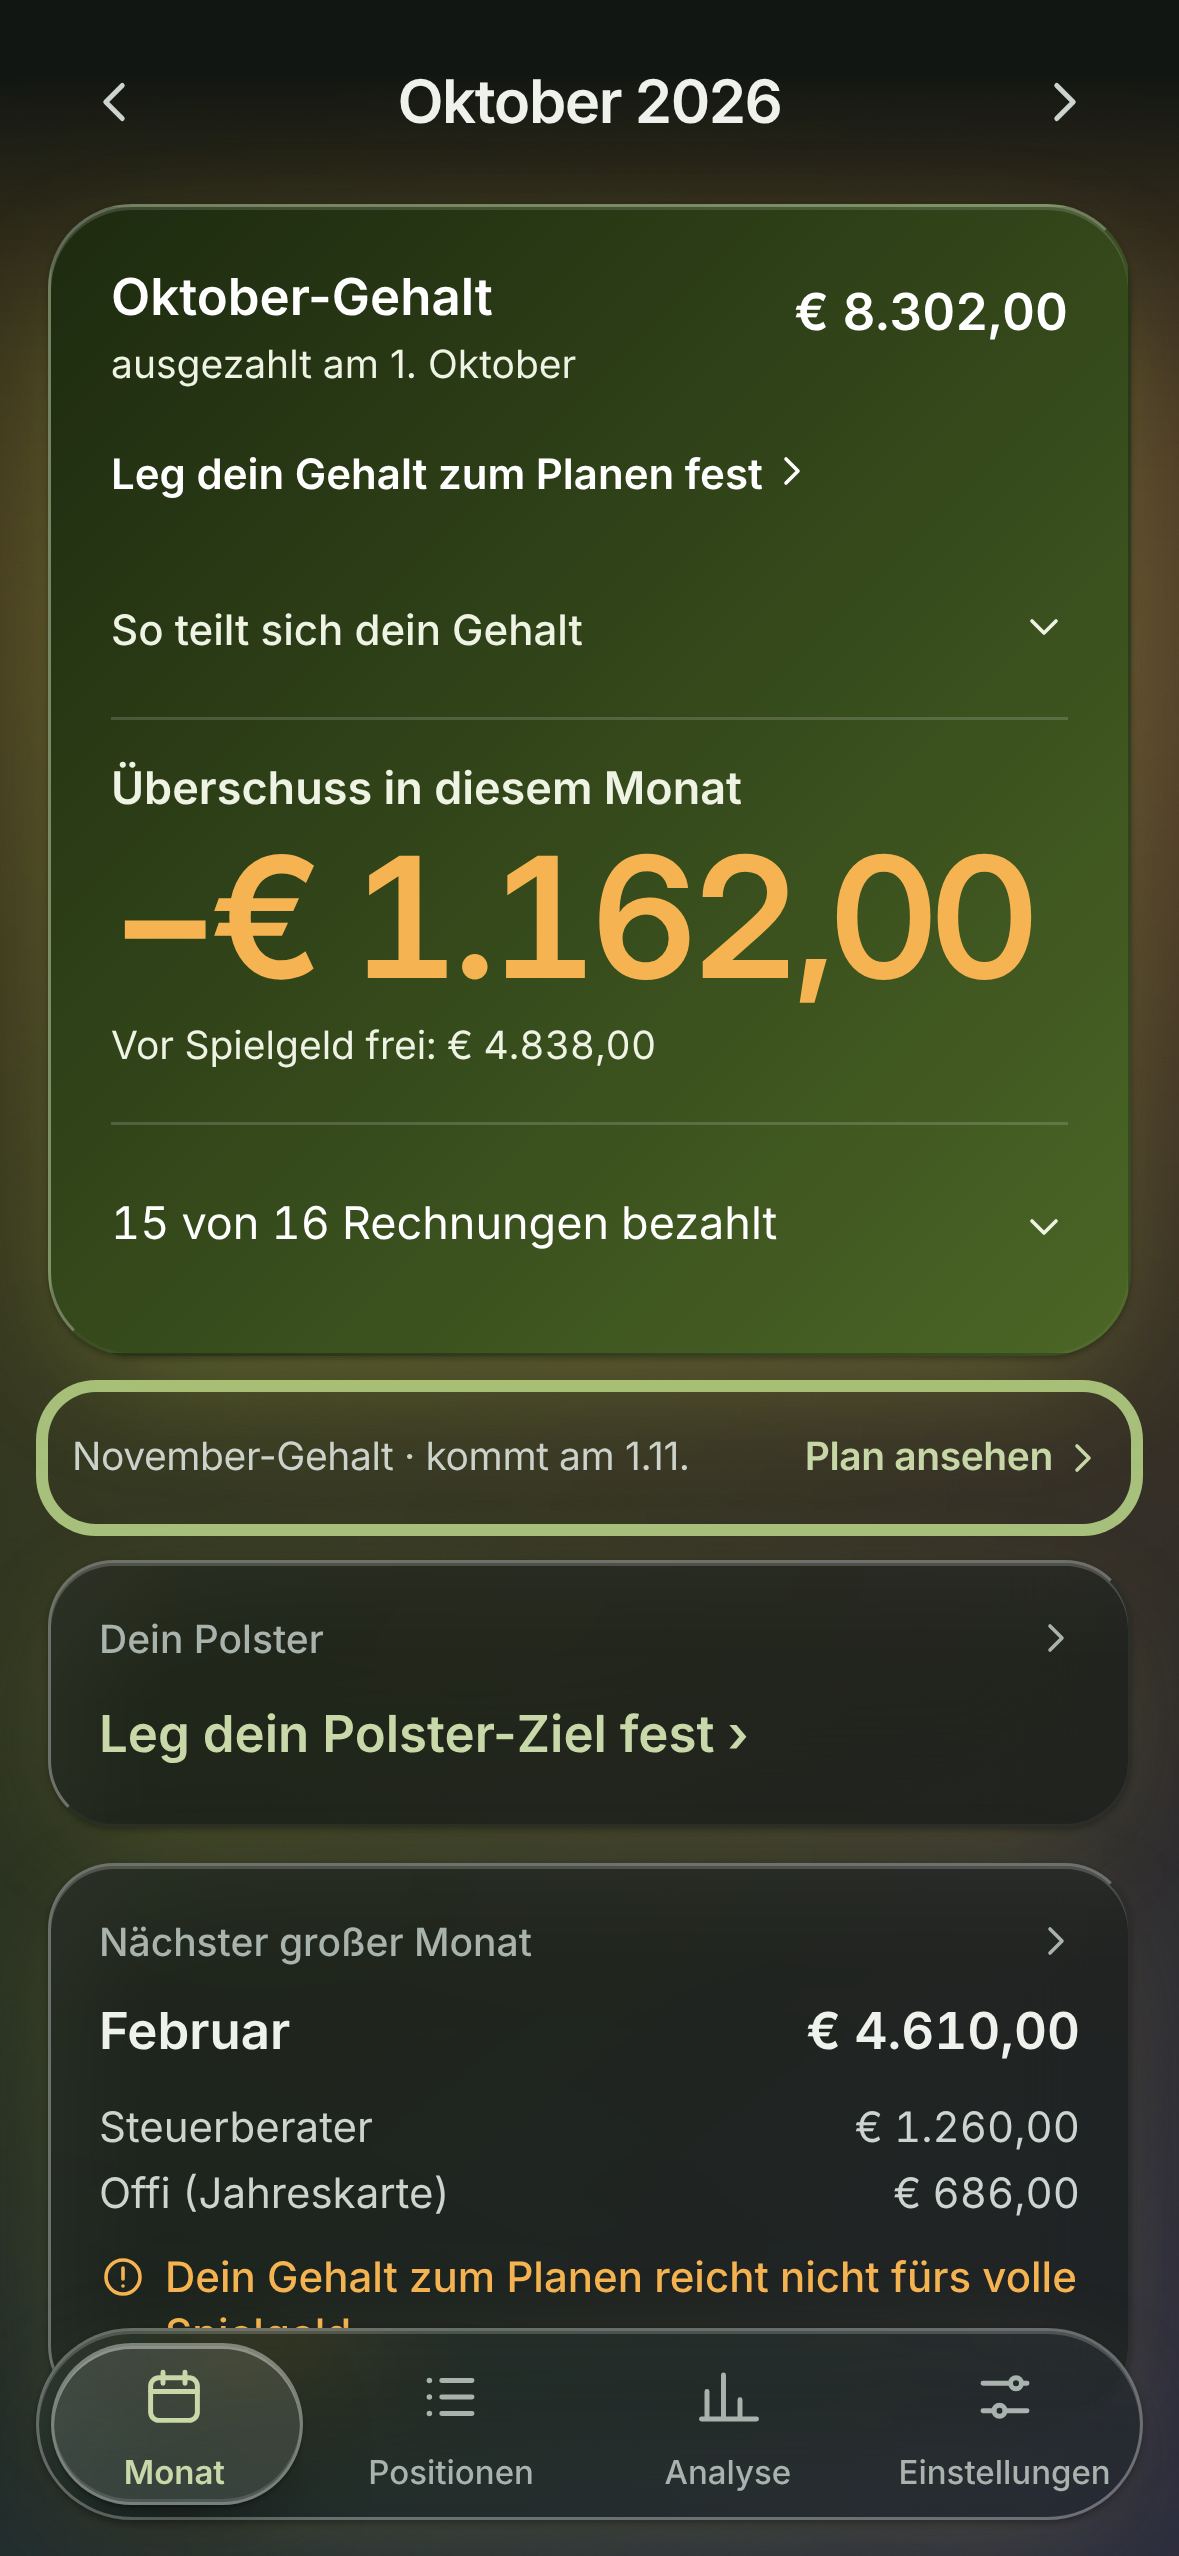 Oktober 2026
Oktober-Gehalt
€ 8.302,00
ausgezahlt am 1. Oktober
Leg dein Gehalt zum Planen fest
So teilt sich dein Gehalt
Überschuss in diesem Monat
–€ 1.162,00
Vor Spielgeld frei: € 4.838,00
15 von 16 Rechnungen bezahlt
November-Gehalt · kommt am 1.11.
Plan ansehen
Dein Polster
Leg dein Polster-Ziel fest ›
Nächster großer Monat
Februar € 4.610,00
Steuerberater € 1.260,00
Offi (Jahreskarte) € 686,00
Dein Gehalt zum Planen reicht nicht fürs volle
Spielgeld
Monat Positionen Analyse Einstellungen